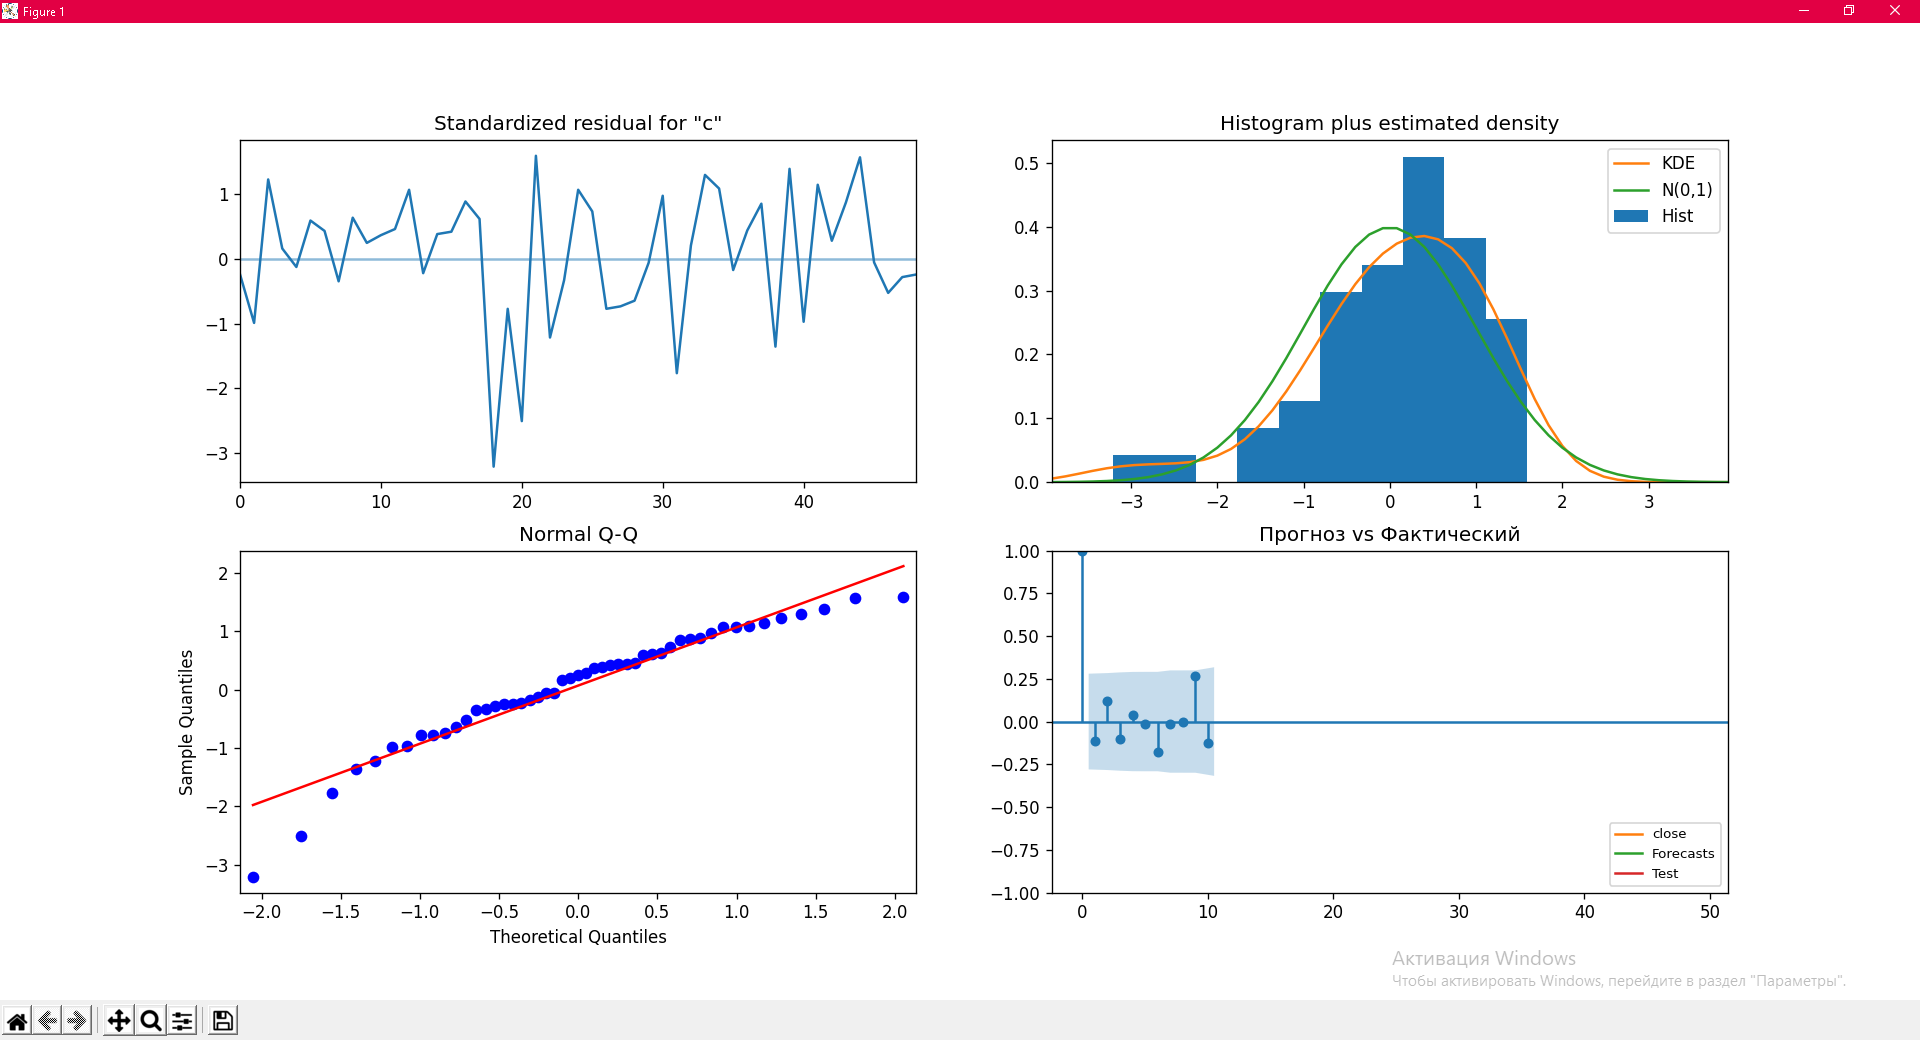 Figure 1
Standardized residual for "c"
1
0
−1
−2
−3
0 10 20 30 40
Histogram plus estimated density
0.5
0.4
0.3
0.2
0.1
0.0
−3 −2 −1 0 1 2 3
KDE
N(0,1)
Hist
Normal Q-Q
Sample Quantiles
2
1
0
−1
−2
−3
−2.0 −1.5 −1.0 −0.5 0.0 0.5 1.0 1.5 2.0
Theoretical Quantiles
Прогноз vs Фактический
1.00
0.75
0.50
0.25
0.00
−0.25
−0.50
−0.75
−1.00
0 10 20 30 40 50
close
Forecasts
Test
Активация Windows
Чтобы активировать Windows, перейдите в раздел "Параметры".